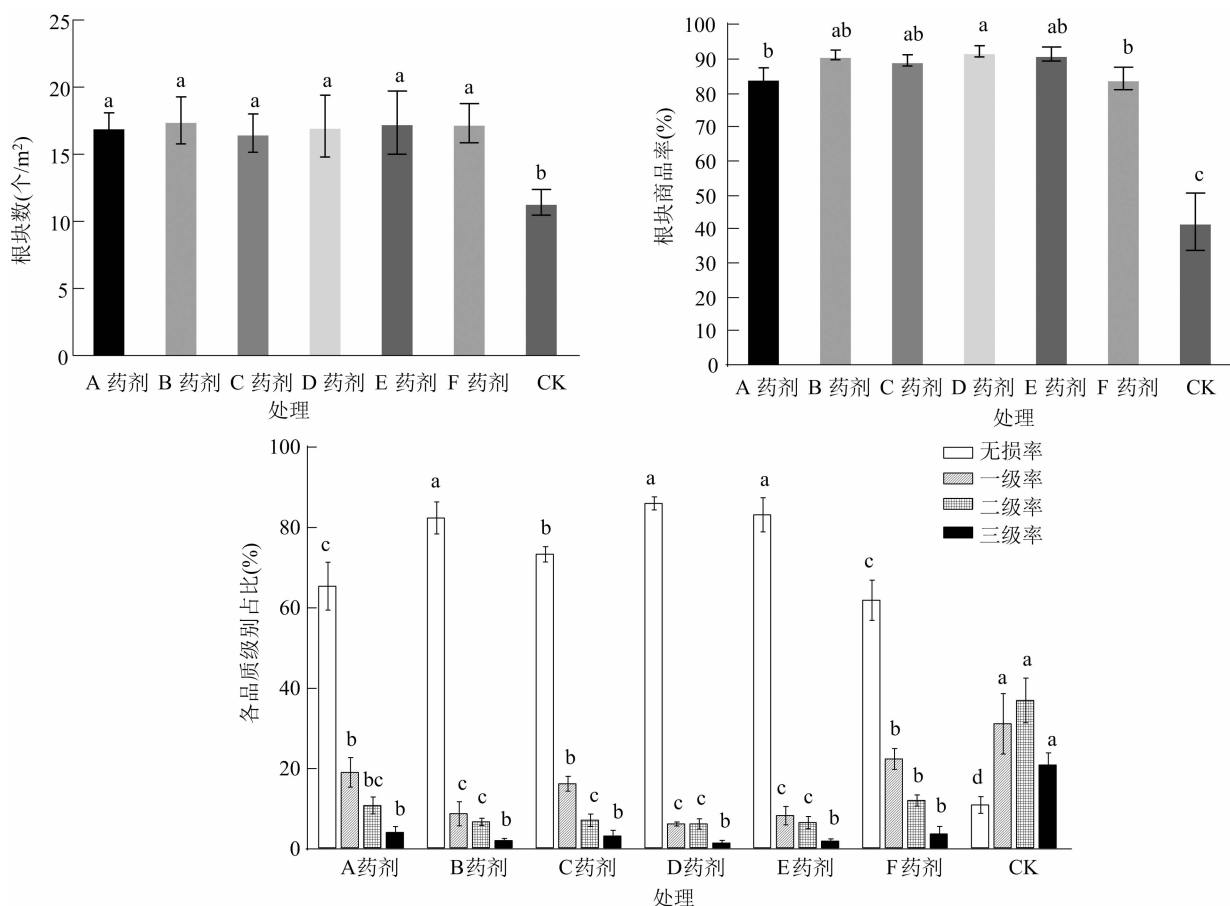 根块数(个/m²)
25
20
15
10
5
0
a
a
a
a
a
a
b
A 药剂 B 药剂 C 药剂 D 药剂 E 药剂 F 药剂 CK
处理
根块商品率(%)
100
90
80
70
60
50
40
30
20
10
0
b
ab
ab
a
ab
b
c
A 药剂 B 药剂 C 药剂 D 药剂 E 药剂 F 药剂 CK
处理
各品质级别占比(%)
100
80
60
40
20
0
无损率
一级率
二级率
三级率
c b bc b
a c c b
b b c b
a c c b
a c c b
c b b b
d a a a
A药剂 B药剂 C药剂 D药剂 E药剂 F药剂 CK
处理